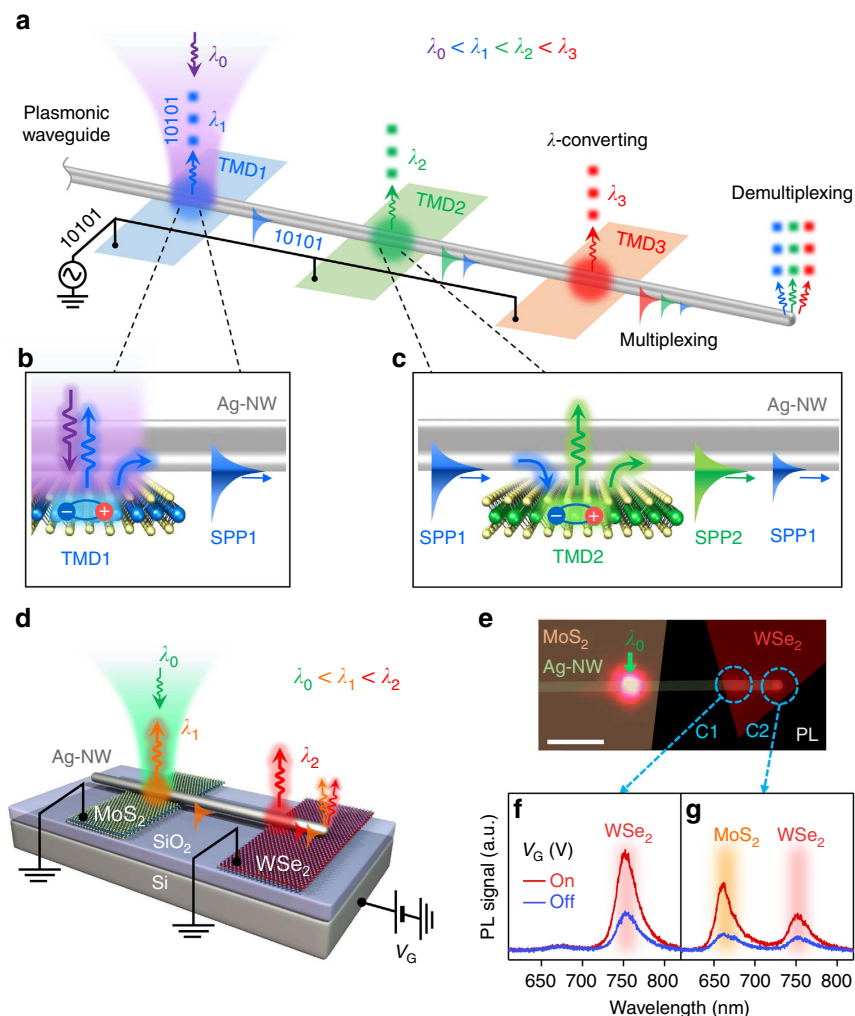 a
λ0
λ0 < λ1 < λ2 < λ3
10101
λ1
Plasmonic
waveguide
TMD1
λ2
λ-converting
TMD2
λ3
Demultiplexing
10101
10101
TMD3
Multiplexing
b
Ag-NW
SPP1
TMD1
− +
c
Ag-NW
− +
SPP1
TMD2
SPP2
SPP1
d
λ0
λ0 < λ1 < λ2
λ1
Ag-NW
λ2
MoS2
SiO2
WSe2
Si
VG
e
MoS2
λ0
WSe2
Ag-NW
C1
C2
PL
f
g
WSe2
MoS2
WSe2
VG (V)
On
Off
PL signal (a.u.)
650 750 800
650 750 800
Wavelength (nm)